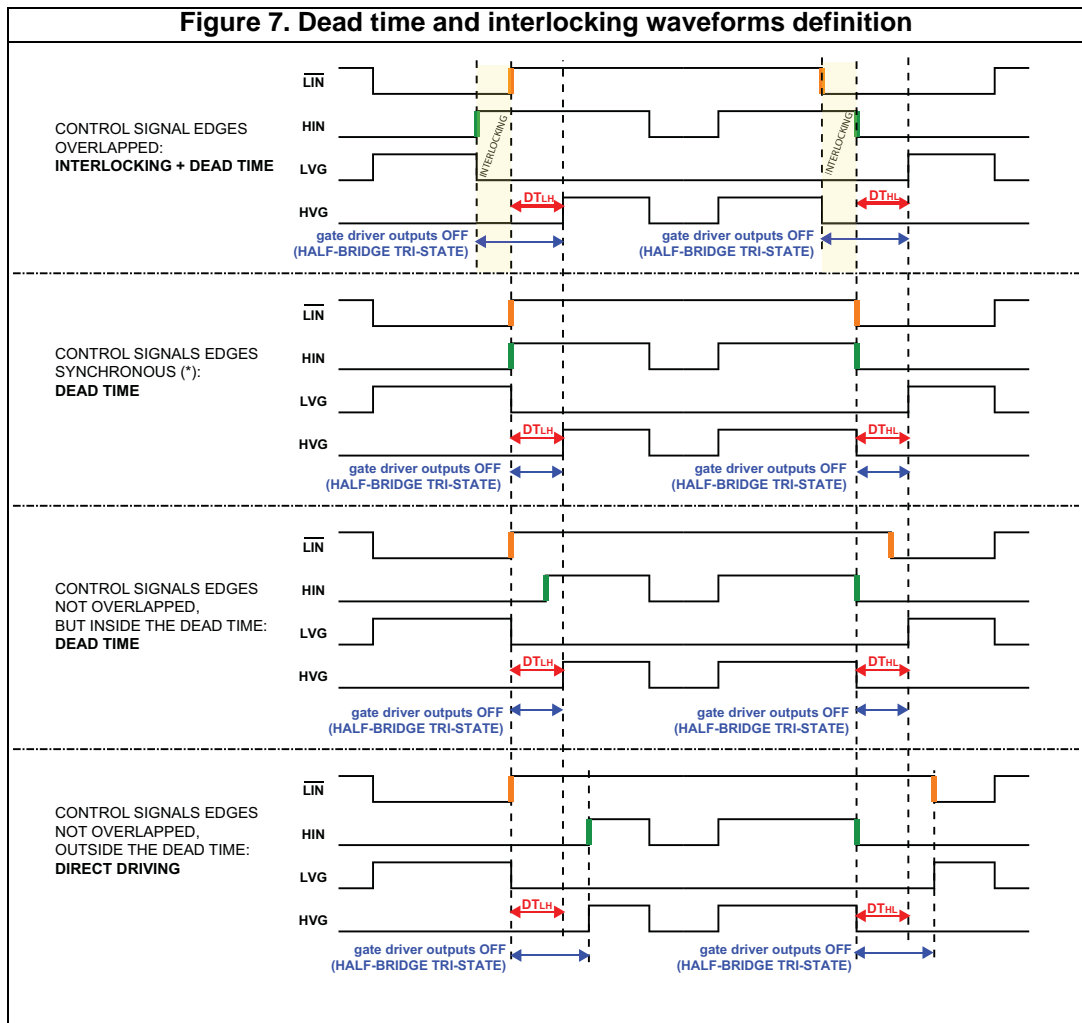 Figure 7. Dead time and interlocking waveforms definition
CONTROL SIGNAL EDGES
OVERLAPPED:
INTERLOCKING + DEAD TIME
LIN
HIN
LVG
HVG
INTERLOCKING
INTERLOCKING
DTLH
DTHL
gate driver outputs OFF
(HALF-BRIDGE TRI-STATE)
gate driver outputs OFF
(HALF-BRIDGE TRI-STATE)
CONTROL SIGNALS EDGES
SYNCHRONOUS (*):
DEAD TIME
LIN
HIN
LVG
HVG
DTLH
DTHL
gate driver outputs OFF
(HALF-BRIDGE TRI-STATE)
gate driver outputs OFF
(HALF-BRIDGE TRI-STATE)
CONTROL SIGNALS EDGES
NOT OVERLAPPED,
BUT INSIDE THE DEAD TIME:
DEAD TIME
LIN
HIN
LVG
HVG
DTLH
DTHL
gate driver outputs OFF
(HALF-BRIDGE TRI-STATE)
gate driver outputs OFF
(HALF-BRIDGE TRI-STATE)
CONTROL SIGNALS EDGES
NOT OVERLAPPED,
OUTSIDE THE DEAD TIME:
DIRECT DRIVING
LIN
HIN
LVG
HVG
DTLH
DTHL
gate driver outputs OFF
(HALF-BRIDGE TRI-STATE)
gate driver outputs OFF
(HALF-BRIDGE TRI-STATE)